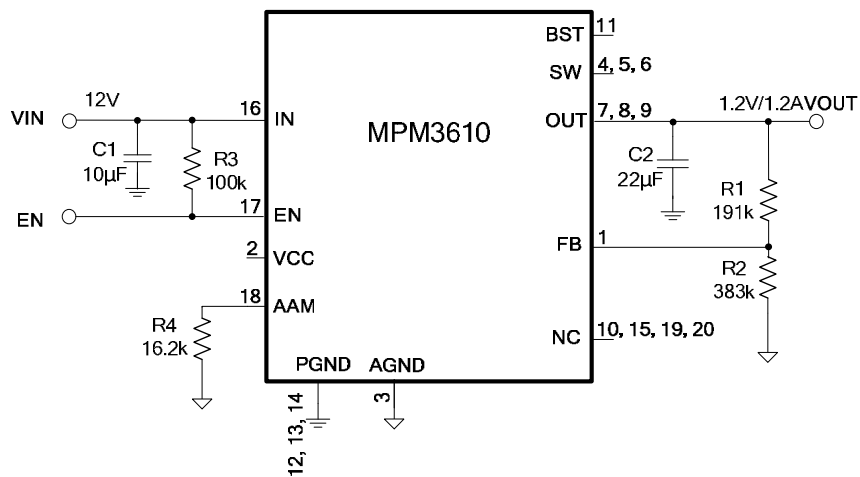 BST 11
SW 4, 5, 6
VIN 12V 16 IN MPM3610 OUT 7, 8, 9 1.2V/1.2AVOUT
C1
10µF
R3
100k
C2
22µF
R1
191k
EN 17 EN
FB 1
2 VCC
R2
383k
18 AAM
R4
16.2k
NC 10, 15, 19, 20
PGND AGND
12, 13, 14
3